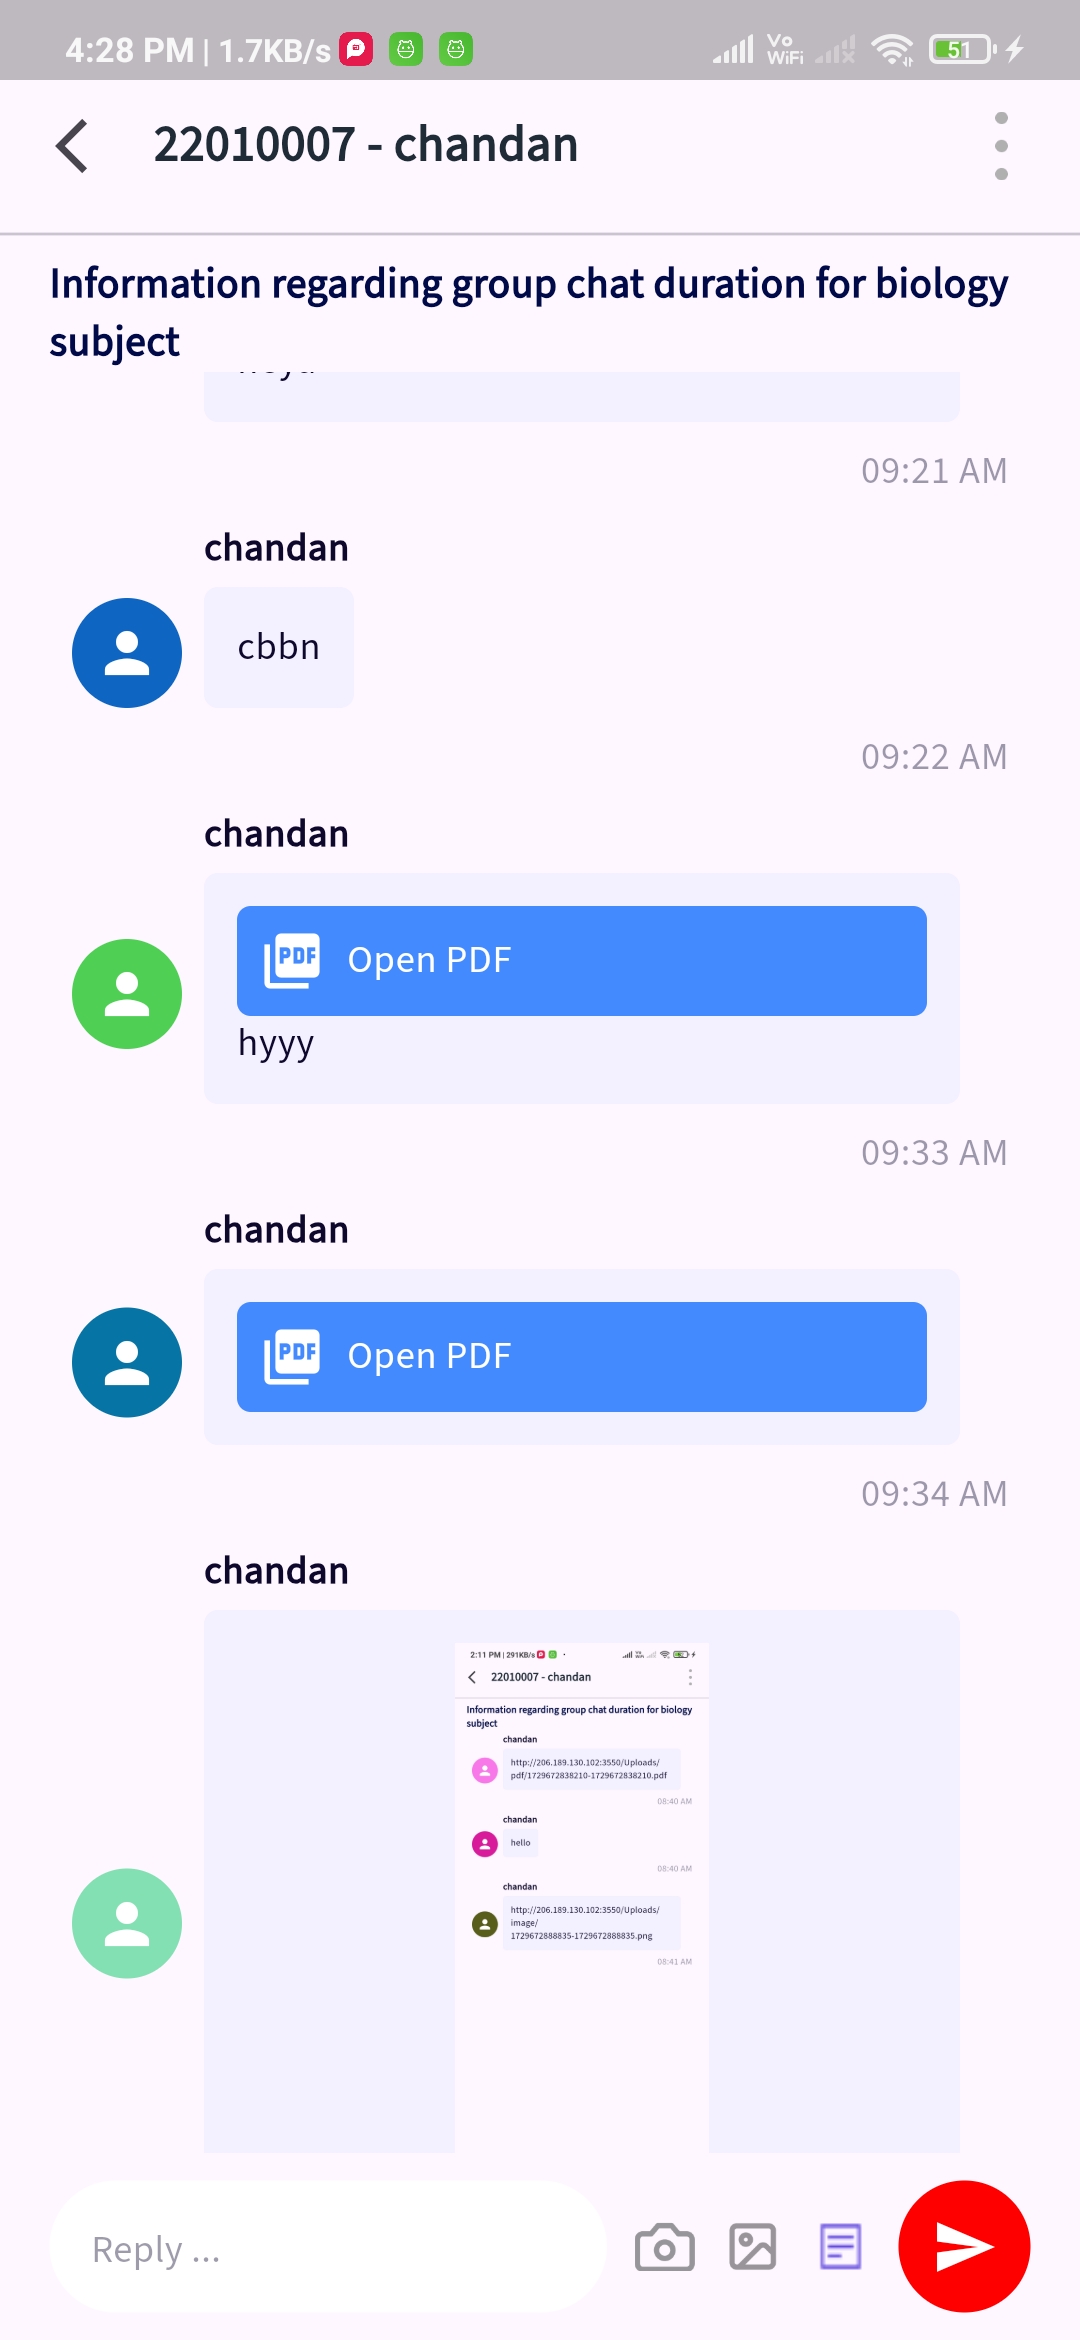 4:28 PM | 1.7KB/s
Vo WiFi
51
22010007 - chandan
Information regarding group chat duration for biology
subject
09:21 AM
chandan
cbbn
09:22 AM
chandan
PDF Open PDF
hyyy
09:33 AM
chandan
PDF Open PDF
09:34 AM
chandan
2:11 PM | 291KB/s
22010007 - chandan
Information regarding group chat duration for biology
subject
chandan
http://206.189.130.102:3550/Uploads/
pdf/1729672838210-1729672838210.pdf
08:40 AM
chandan
hello
08:40 AM
chandan
http://206.189.130.102:3550/Uploads/
image/
1729672888835-1729672888835.png
08:41 AM
Reply ...